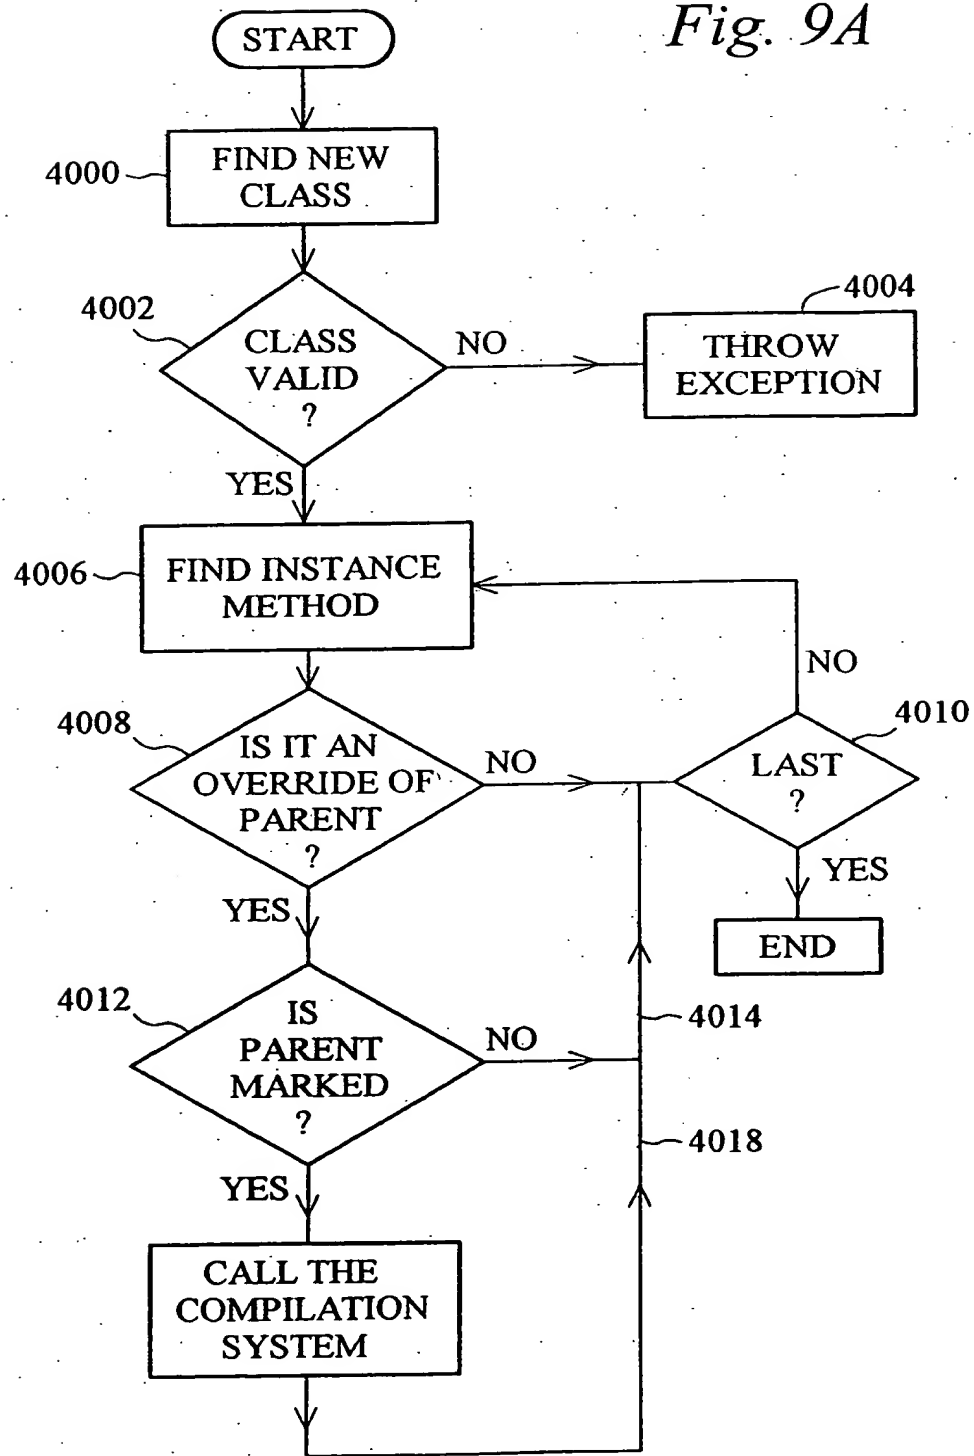 Fig. 9A
START
4000
FIND NEW
CLASS
4002
CLASS
VALID
?
NO
4004
THROW
EXCEPTION
YES
4006
FIND INSTANCE
METHOD
NO
4008
IS IT AN
OVERRIDE OF
PARENT
?
NO
4010
LAST
?
YES
END
YES
4012
IS
PARENT
MARKED
?
NO
4014
4018
YES
CALL THE
COMPILATION
SYSTEM